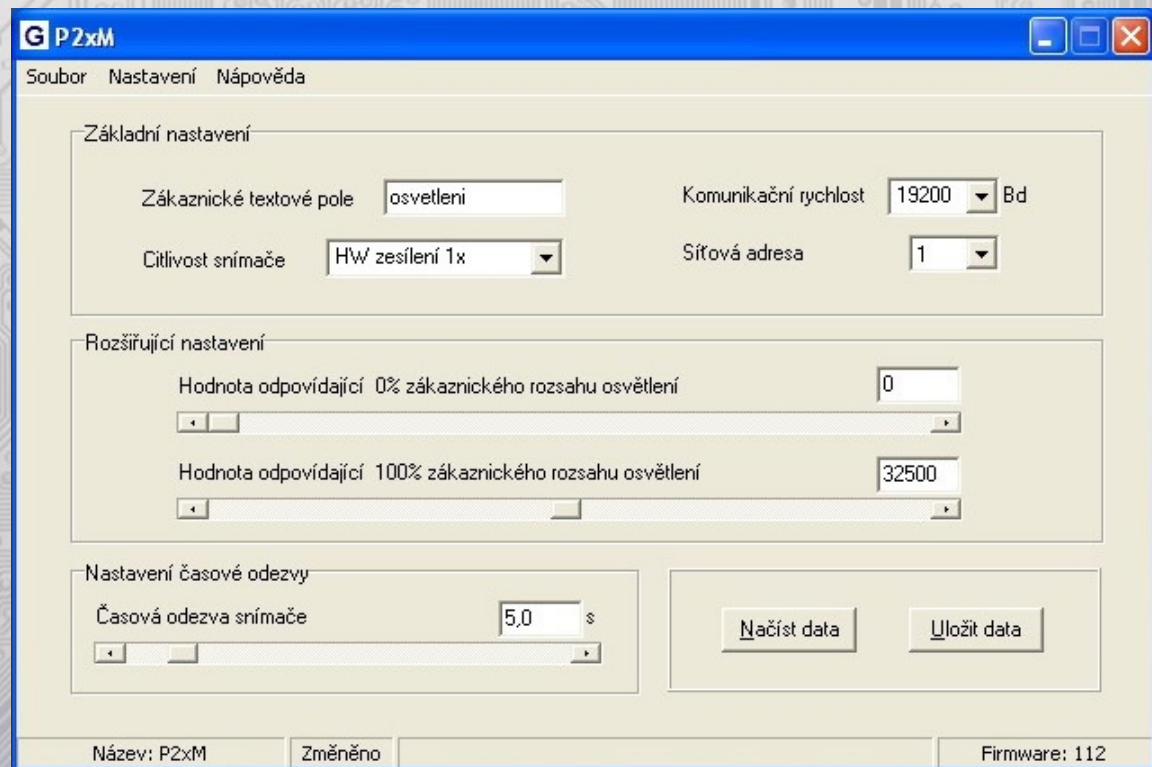 G P2xM
Soubor Nastavení Nápověda
Základní nastavení
Zákaznické textové pole osvetleni Komunikační rychlost 19200 Bd
Citlivost snímače HW zesílení 1x Síťová adresa 1
Rozšiřující nastavení
Hodnota odpovídající 0% zákaznického rozsahu osvětlení 0
Hodnota odpovídající 100% zákaznického rozsahu osvětlení 32500
Nastavení časové odezvy
Časová odezva snímače 5,0 s
Načíst data Uložit data
Název: P2xM Změněno Firmware: 112